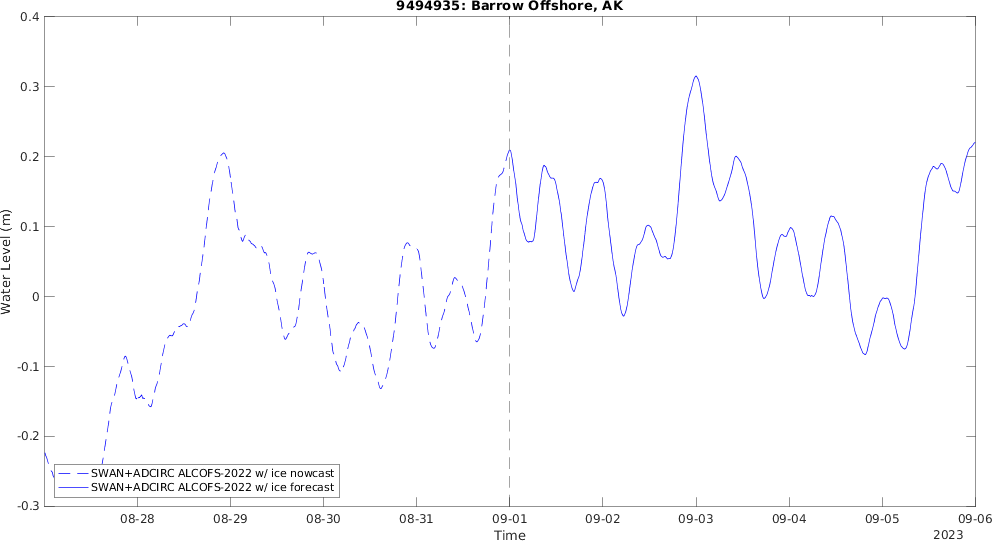 9494935: Barrow Offshore, AK
Water Level (m)
0.4
0.3
0.2
0.1
0
-0.1
-0.2
-0.3
SWAN+ADCIRC ALCOFS-2022 w/ ice nowcast
SWAN+ADCIRC ALCOFS-2022 w/ ice forecast
08-28 08-29 08-30 08-31 09-01 09-02 09-03 09-04 09-05 09-06
Time
2023